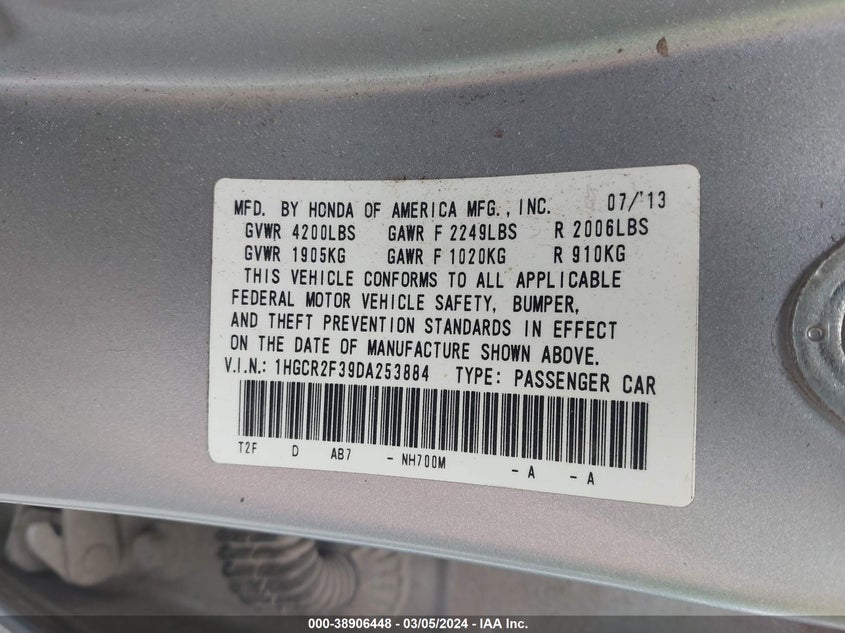 MFD. BY HONDA OF AMERICA MFG., INC. 07/'13
GVWR 4200LBS GAWR F 2249LBS R 2006LBS
GVWR 1905KG GAWR F 1020KG R 910KG
THIS VEHICLE CONFORMS TO ALL APPLICABLE
FEDERAL MOTOR VEHICLE SAFETY, BUMPER,
AND THEFT PREVENTION STANDARDS IN EFFECT
ON THE DATE OF MANUFACTURE SHOWN ABOVE.
V.I.N.: 1HGCR2F39DA253884 TYPE: PASSENGER CAR
T2F D AB7 - NH700M - A - A
000-38906448 - 03/05/2024 - IAA Inc.